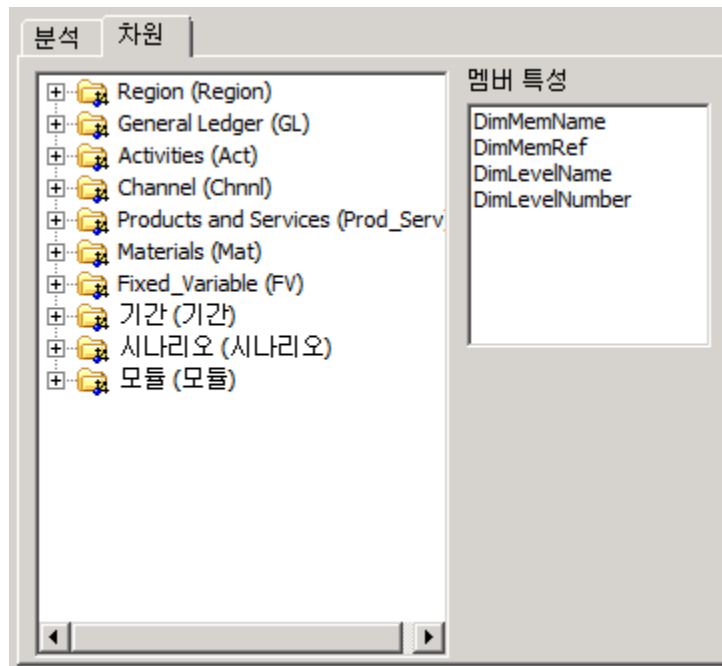 분석 차원
Region (Region)
General Ledger (GL)
Activities (Act)
Channel (Chnnl)
Products and Services (Prod_Serv
Materials (Mat)
Fixed_Variable (FV)
기간 (기간)
시나리오 (시나리오)
모듈 (모듈)
멤버 특성
DimMemName
DimMemRef
DimLevelName
DimLevelNumber